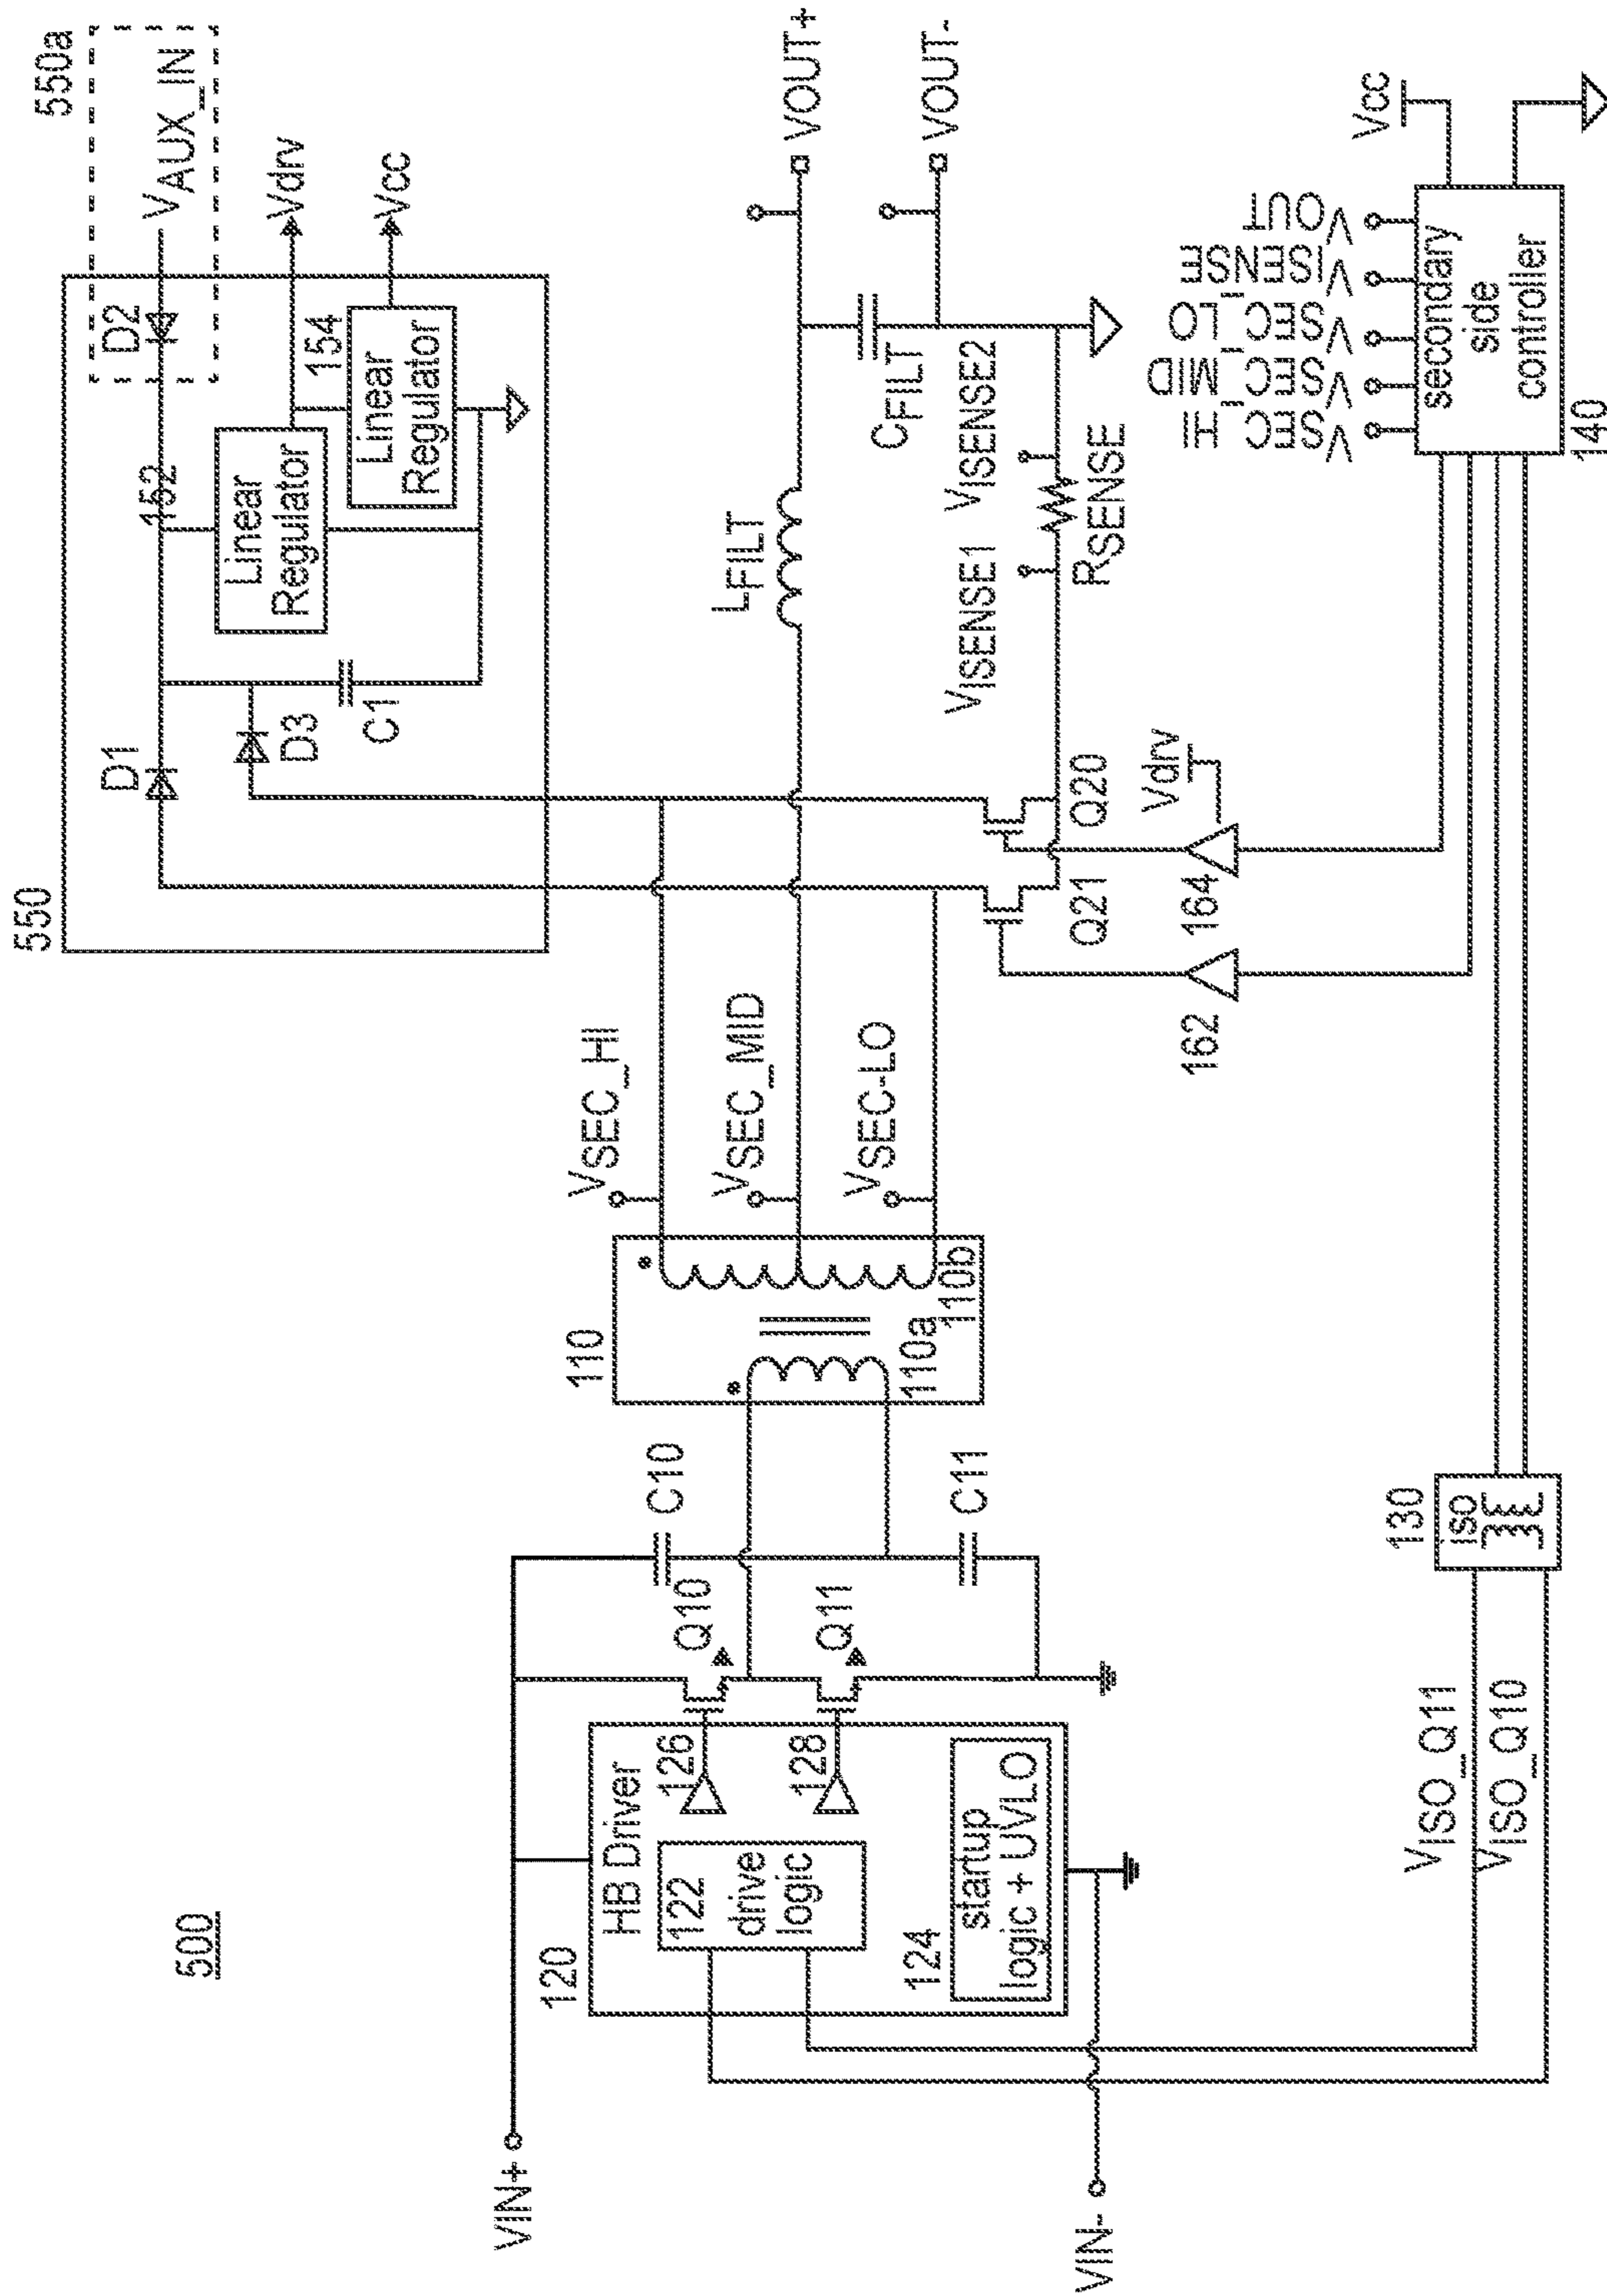 500
550
550a
D1
D2
VAUX_IN
152
Linear
Regulator
154
Linear
Regulator
Vdrv
Vcc
D3
C1
VIN+
120
HB Driver
122
drive
logic
126
128
124
startup
logic + UVLO
Q10
Q11
C10
C11
110
110a
110b
VSEC_HI
VSEC_MID
VSEC-LO
LFILT
CFILT
VOUT+
VOUT-
VISENSE1
VISENSE2
RSENSE
Q21
Q20
162
164
Vdrv
VIN-
VISO_Q11
VISO_Q10
130
iso
VSEC_HI
VSEC_MID
VSEC_LO
VISENSE
VOUT
Vcc
secondary
side
controller
140